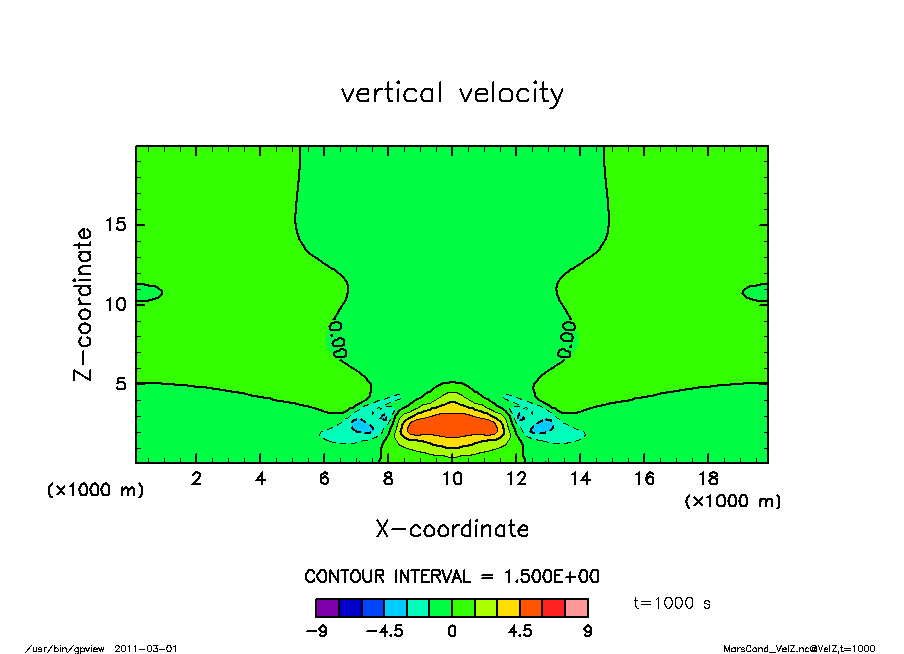 vertical velocity
Z-coordinate
15
10
5
0.00
0.00
2 4 6 8 10 12 14 16 18
(×1000 m)
(×1000 m)
X-coordinate
CONTOUR INTERVAL = 1.500E+00
-9 -4.5 0 4.5 9
t=1000 s
/usr/bin/gpview 2011-03-01
MarsCond_VelZ.nc@VelZ,t=1000